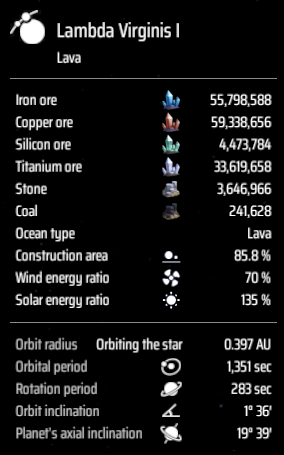 Lambda Virginis I
Lava
Iron ore 55,798,588
Copper ore 59,338,656
Silicon ore 4,473,784
Titanium ore 33,619,658
Stone 3,646,966
Coal 241,628
Ocean type Lava
Construction area 85.8 %
Wind energy ratio 70 %
Solar energy ratio 135 %
Orbit radius Orbiting the star 0.397 AU
Orbital period 1,351 sec
Rotation period 283 sec
Orbit inclination 1° 36'
Planet's axial inclination 19° 39'